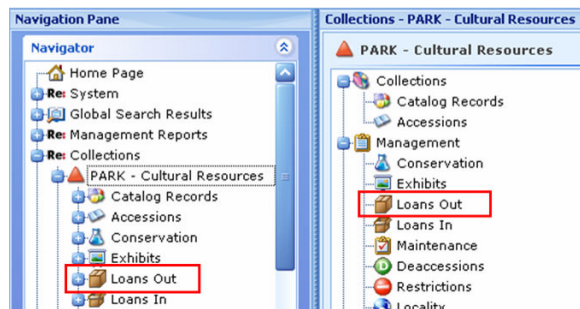 Navigation Pane
Navigator
Home Page
Re: System
Global Search Results
Re: Management Reports
Re: Collections
PARK - Cultural Resources
Catalog Records
Accessions
Conservation
Exhibits
Loans Out
Loans In
Collections - PARK - Cultural Resources
PARK - Cultural Resources
Collections
Catalog Records
Accessions
Management
Conservation
Exhibits
Loans Out
Loans In
Maintenance
Deaccessions
Restrictions
Locality